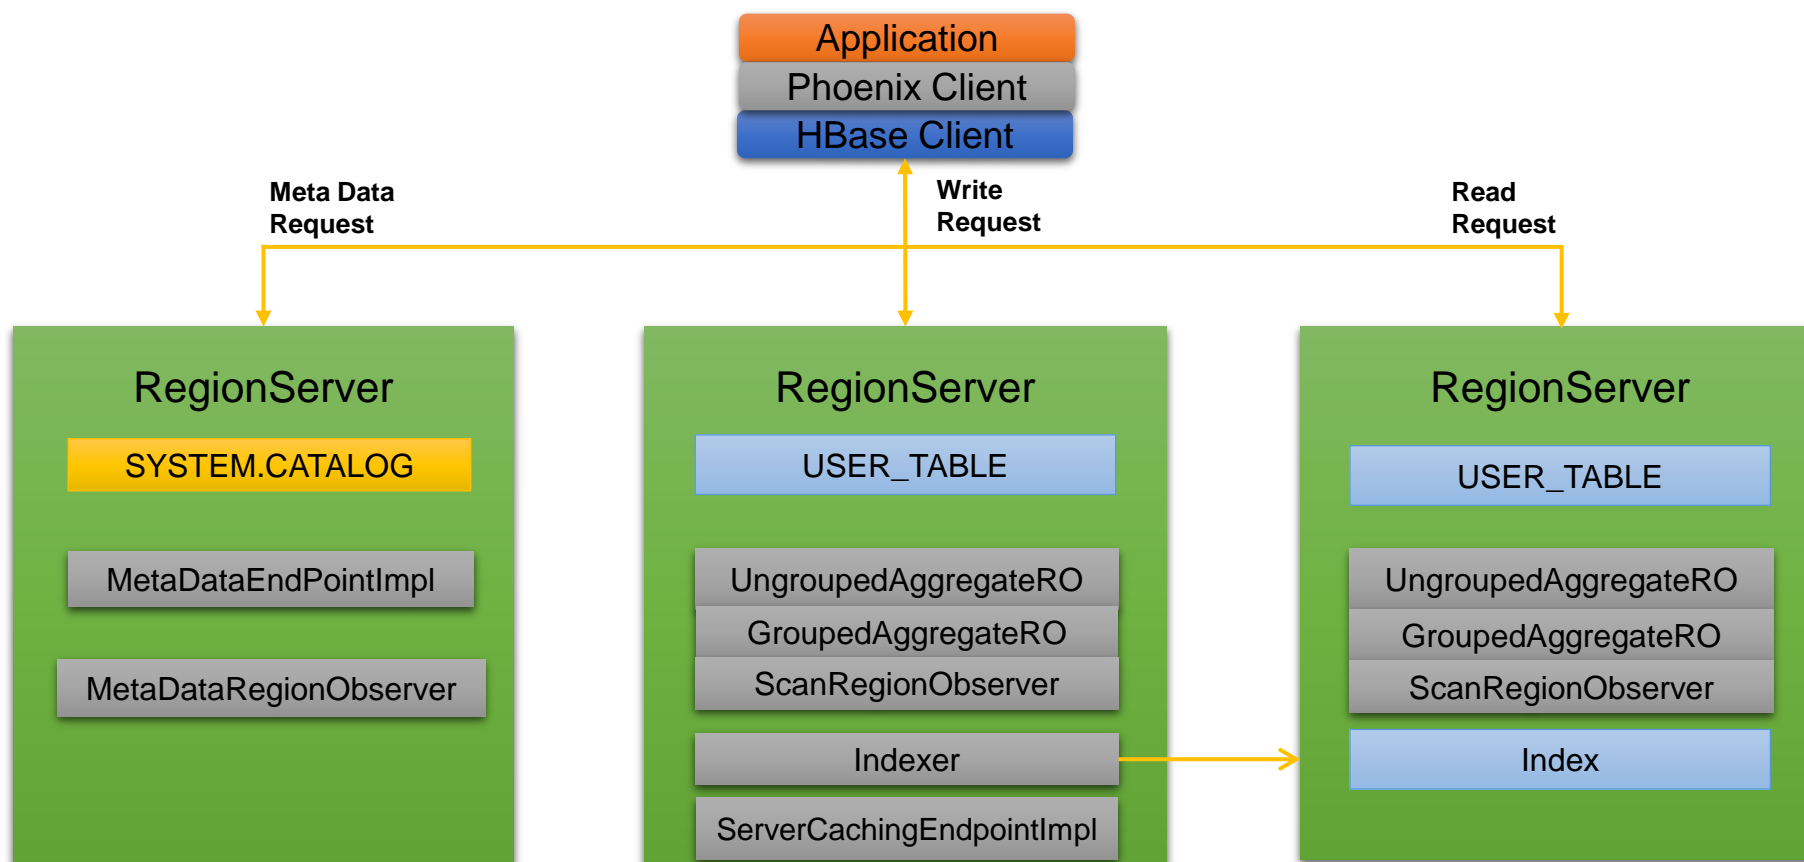 Application
Phoenix Client
HBase Client
Meta Data
Request
Write
Request
Read
Request
RegionServer
SYSTEM.CATALOG
MetaDataEndPointImpl
MetaDataRegionObserver
RegionServer
USER_TABLE
UngroupedAggregateRO
GroupedAggregateRO
ScanRegionObserver
Indexer
ServerCachingEndpointImpl
RegionServer
USER_TABLE
UngroupedAggregateRO
GroupedAggregateRO
ScanRegionObserver
Index